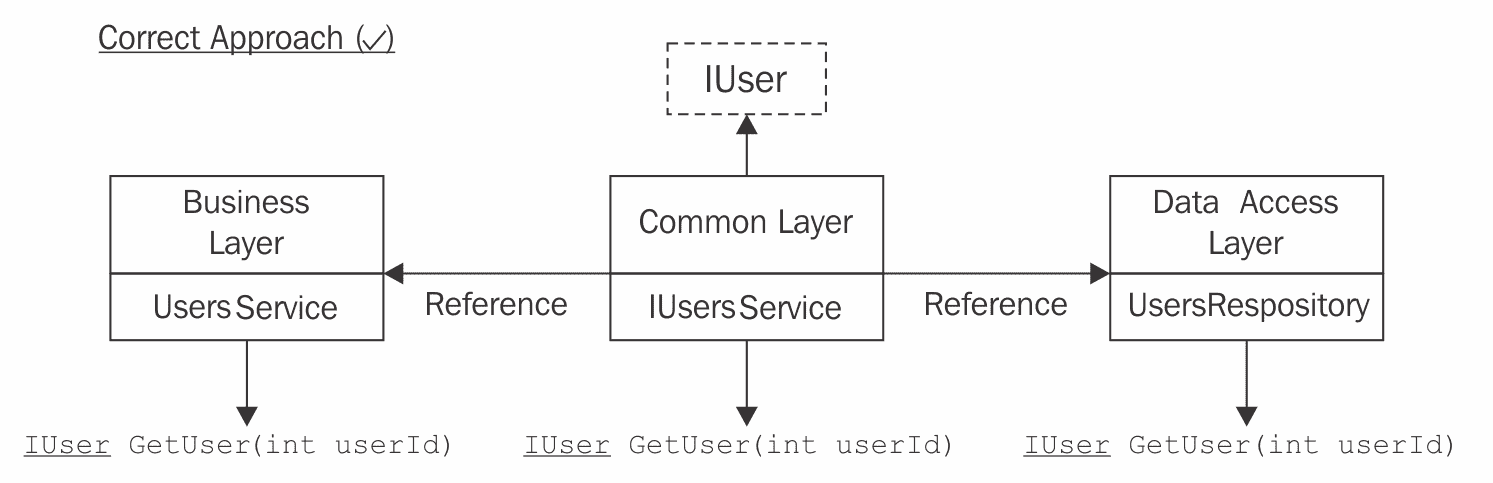 Correct Approach (✓)
IUser
Business
Layer
Common Layer
Data Access
Layer
UsersService
Reference
IUsersService
Reference
UsersRespository
IUser GetUser(int userId)
IUser GetUser(int userId)
IUser GetUser(int userId)